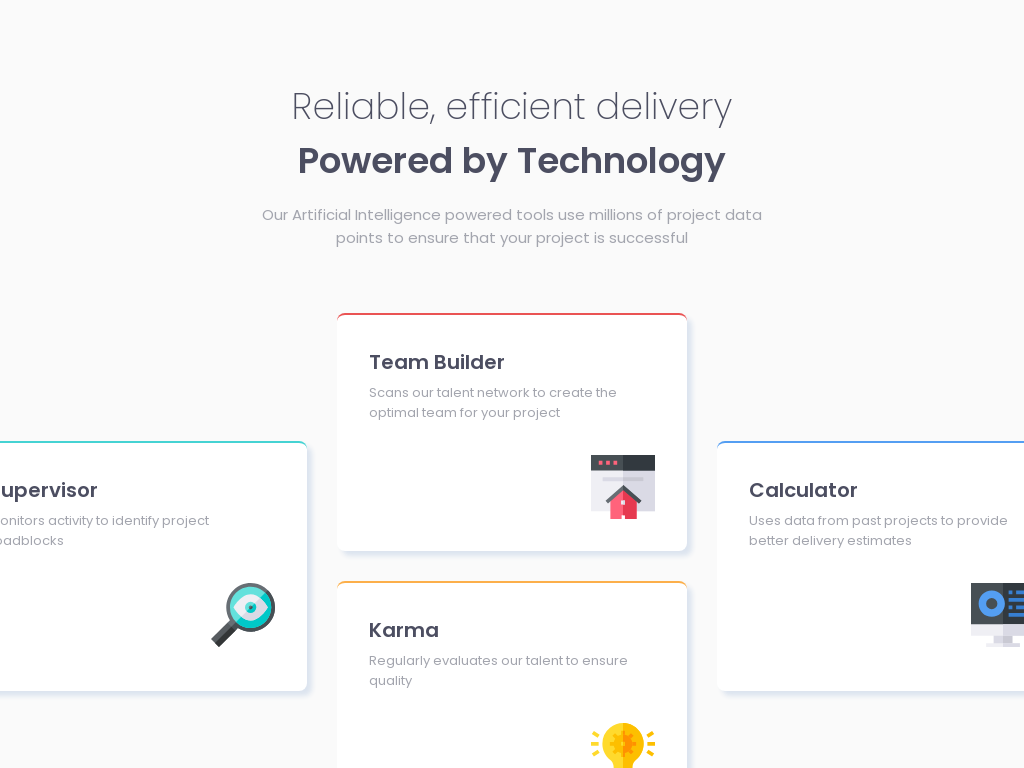 Reliable, efficient delivery
Powered by Technology
Our Artificial Intelligence powered tools use millions of project data
points to ensure that your project is successful
Team Builder
Scans our talent network to create the
optimal team for your project
upervisor
onitors activity to identify project
oadblocks
Calculator
Uses data from past projects to provide
better delivery estimates
Karma
Regularly evaluates our talent to ensure
quality